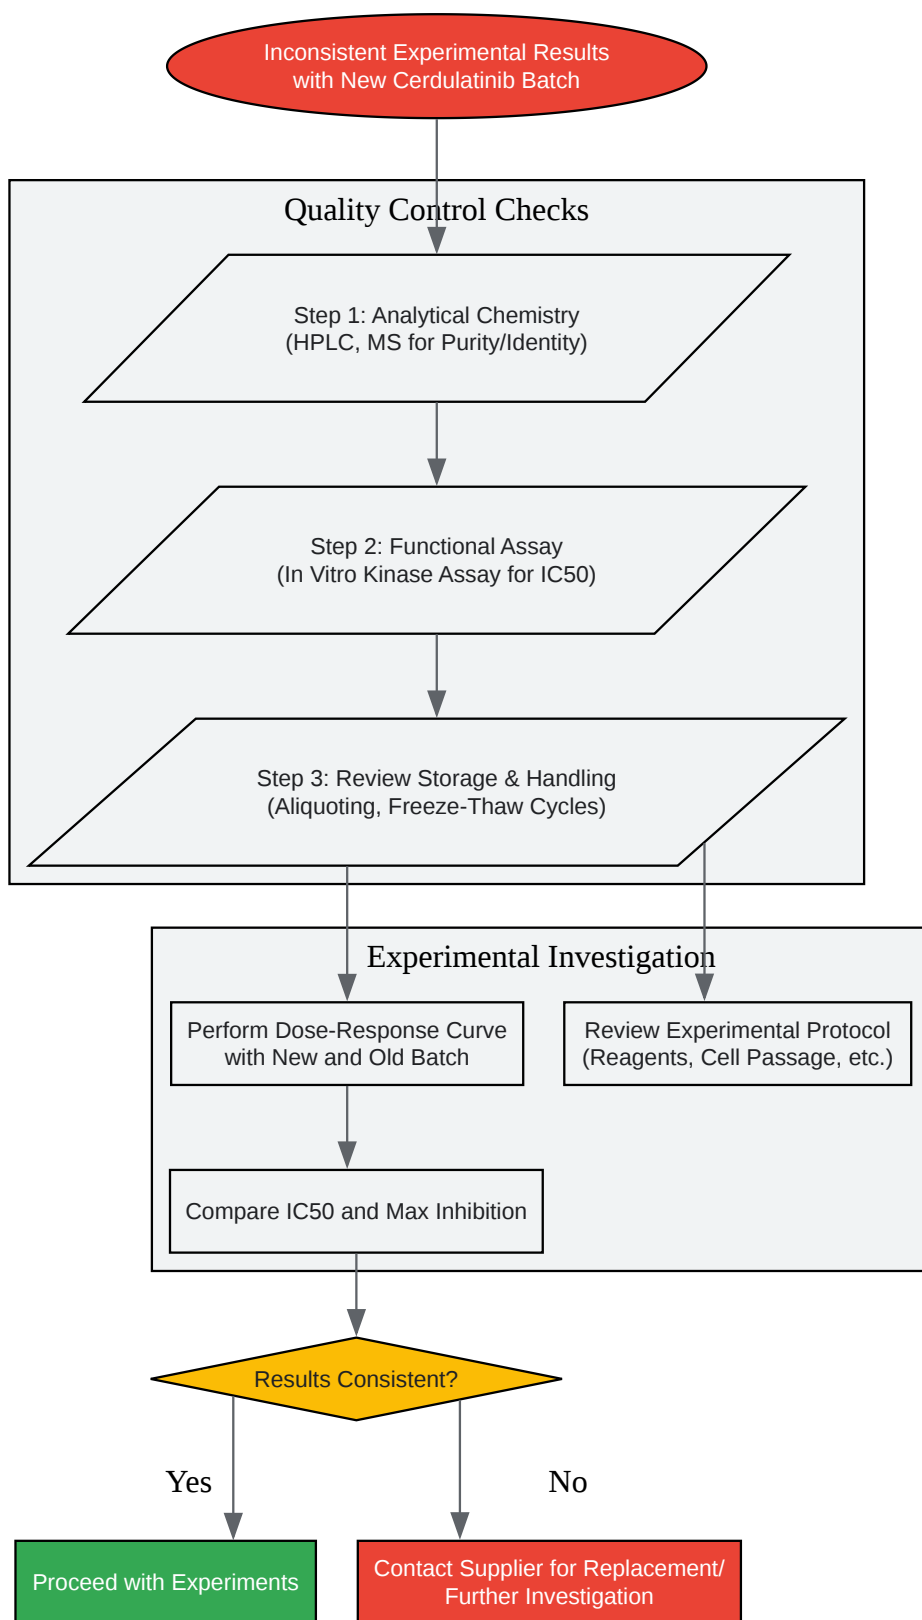 Inconsistent Experimental Results
with New Cerdulatinib Batch
Quality Control Checks
Step 1: Analytical Chemistry
(HPLC, MS for Purity/Identity)
Step 2: Functional Assay
(In Vitro Kinase Assay for IC50)
Step 3: Review Storage & Handling
(Aliquoting, Freeze-Thaw Cycles)
Experimental Investigation
Perform Dose-Response Curve
with New and Old Batch
Review Experimental Protocol
(Reagents, Cell Passage, etc.)
Compare IC50 and Max Inhibition
Results Consistent?
Yes
No
Proceed with Experiments
Contact Supplier for Replacement/
Further Investigation